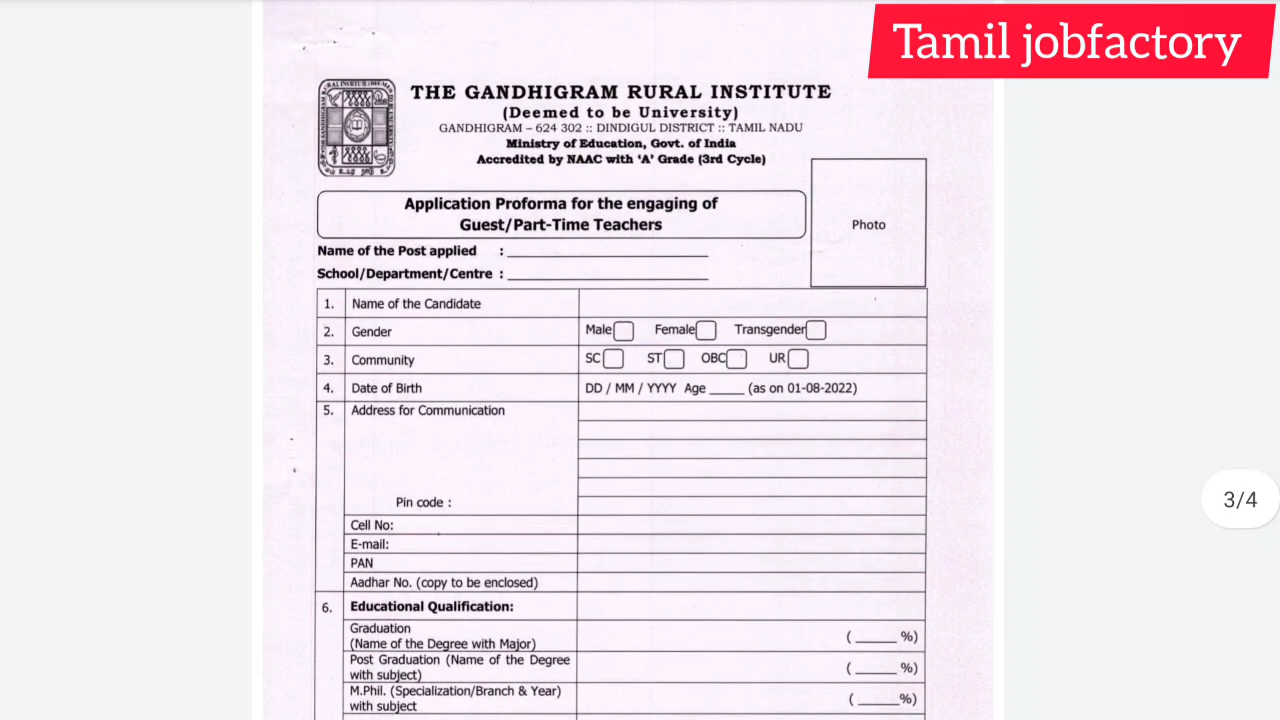 Tamil jobfactory
THE GANDHIGRAM RURAL INSTITUTE
(Deemed to be University)
GANDHIGRAM – 624 302 :: DINDIGUL DISTRICT :: TAMIL NADU
Ministry of Education, Govt. of India
Accredited by NAAC with ‘A’ Grade (3rd Cycle)
Application Proforma for the engaging of
Guest/Part-Time Teachers
Photo
Name of the Post applied : ____________________
School/Department/Centre : ____________________
1. Name of the Candidate
2. Gender Male Female Transgender
3. Community SC ST OBC UR
4. Date of Birth DD / MM / YYYY Age _____ (as on 01-08-2022)
5. Address for Communication
Pin code :
Cell No:
E-mail:
PAN
Aadhar No. (copy to be enclosed)
6. Educational Qualification:
Graduation
(Name of the Degree with Major) ( _____ %)
Post Graduation (Name of the Degree
with subject) ( _____ %)
M.Phil. (Specialization/Branch & Year)
with subject ( _____%)
3/4